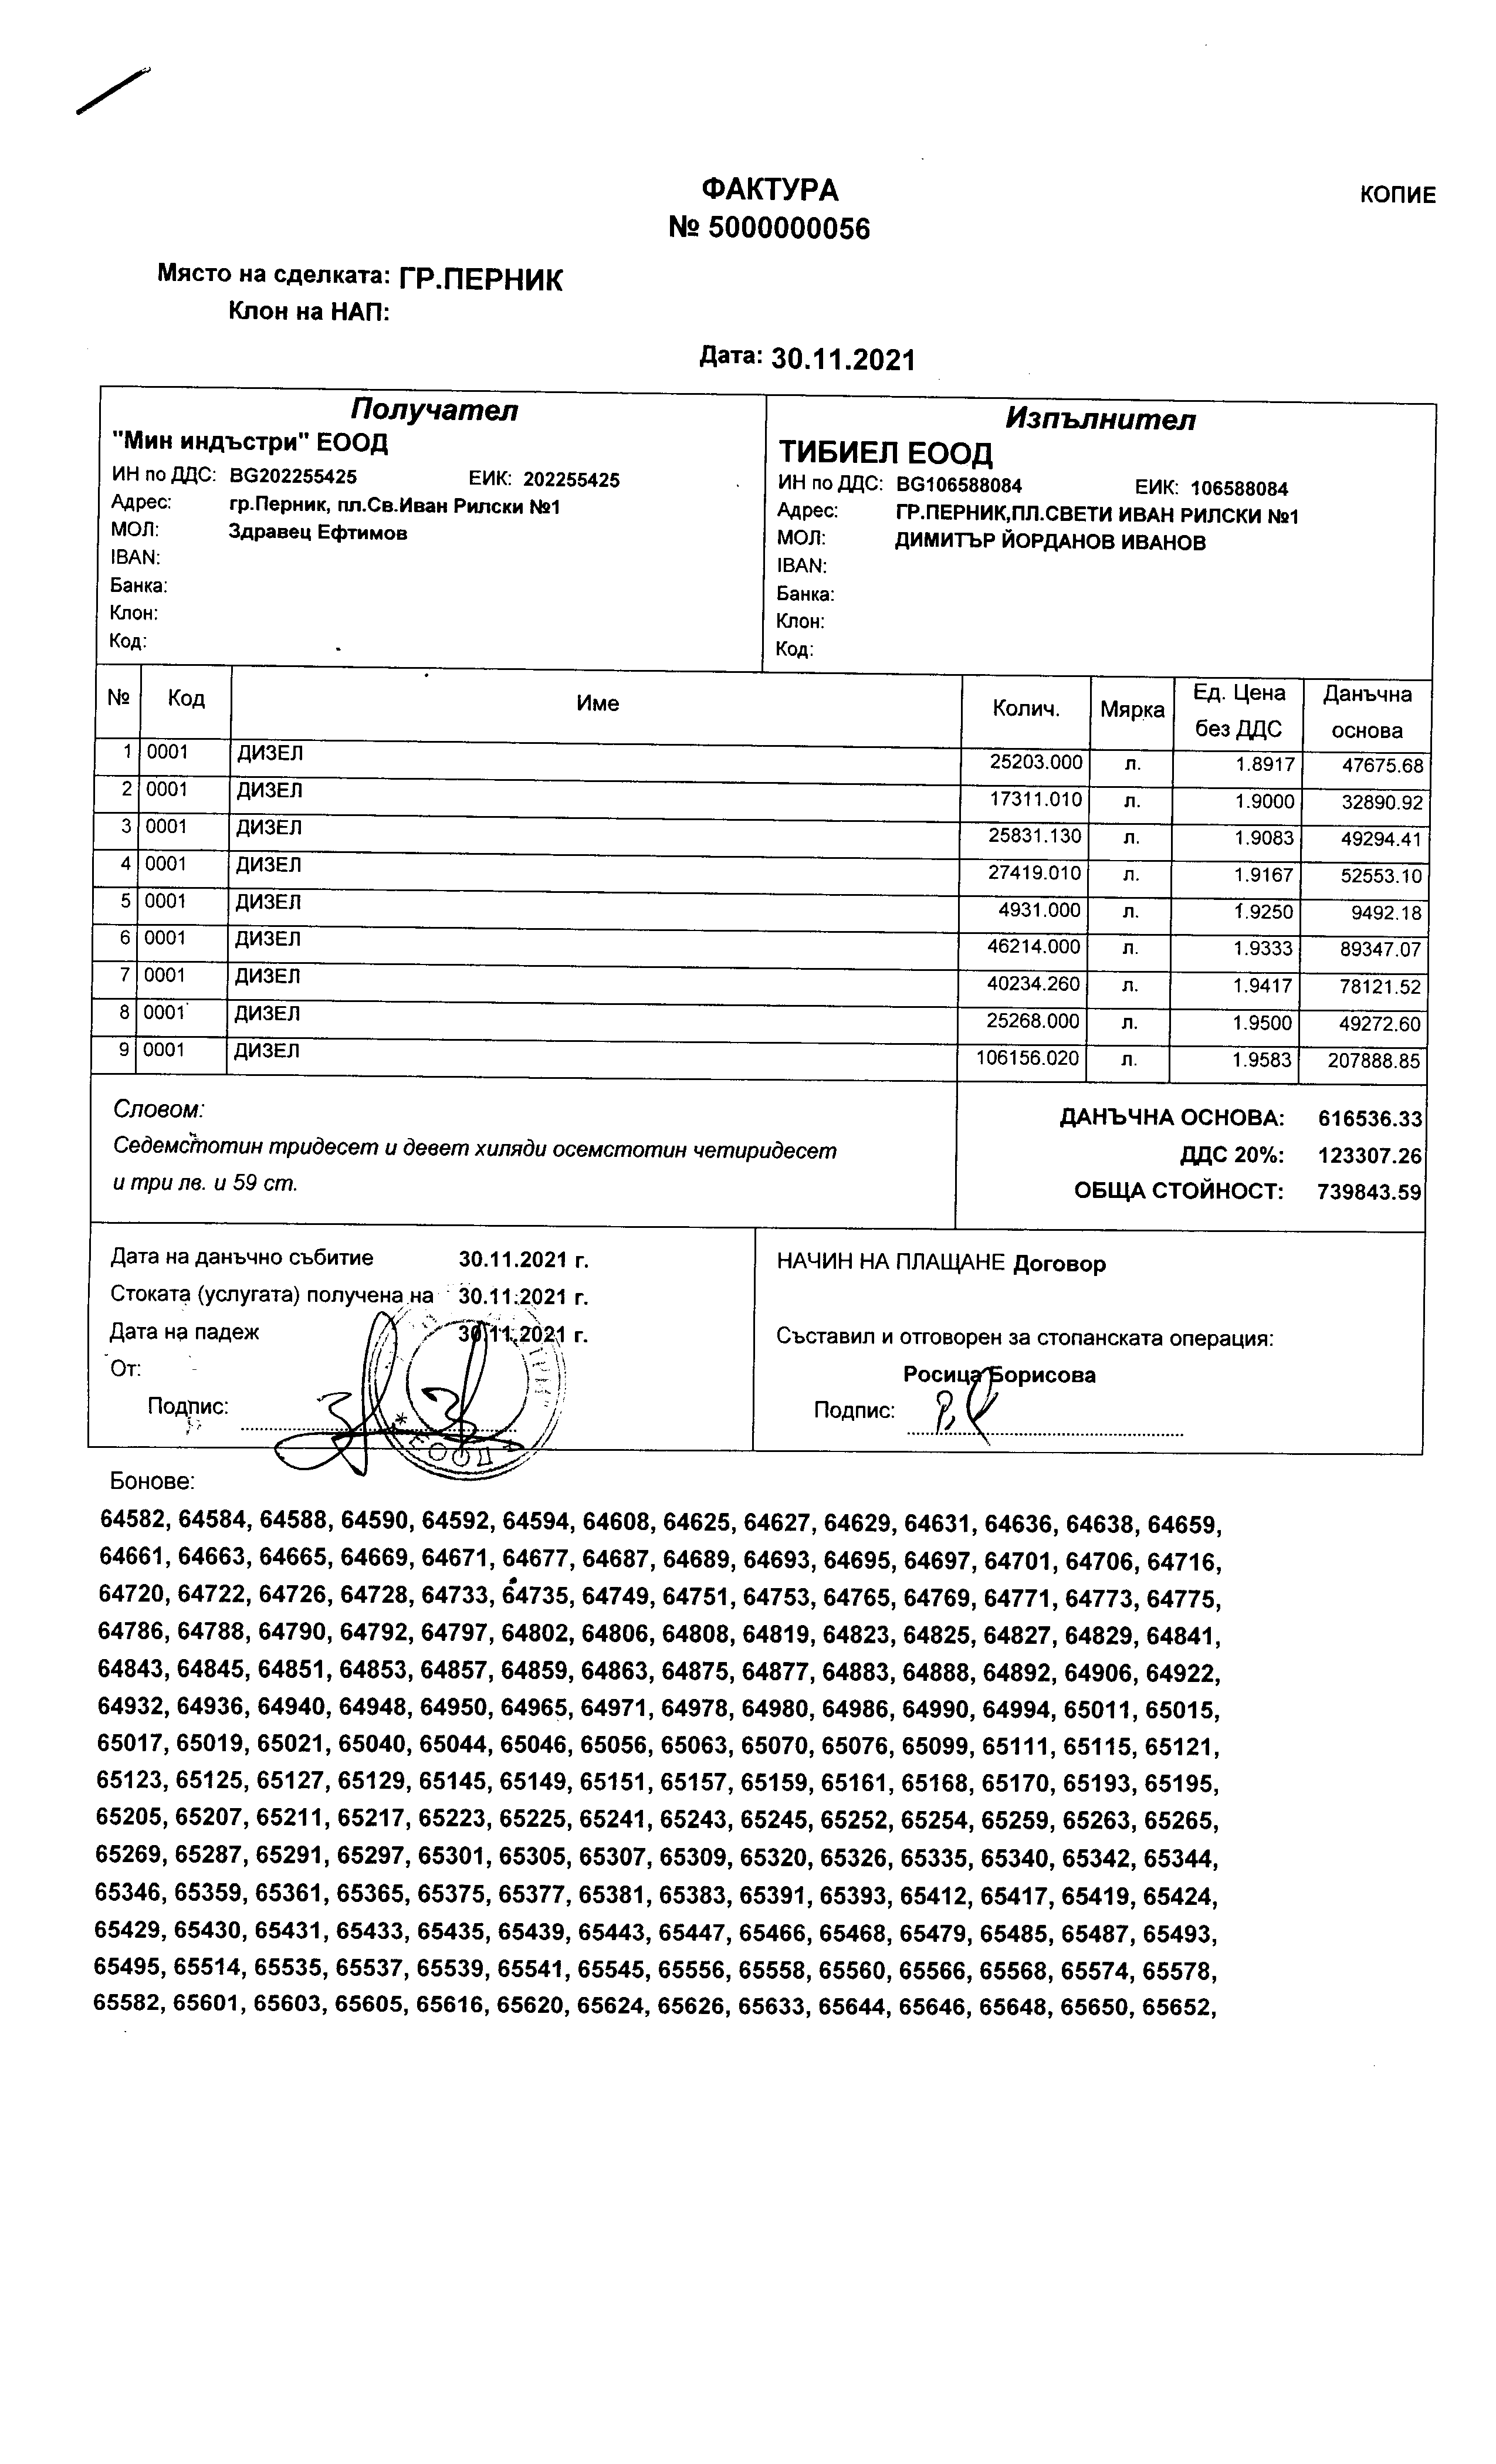 ФАКТУРА
КОПИЕ
№ 5000000056
Място на сделката: ГР.ПЕРНИК
Клон на НАП:
Дата: 30.11.2021
Получател
"Мин индъстри" ЕООД
ИН по ДДС: BG202255425 ЕИК: 202255425
Адрес: гр.Перник, пл.Св.Иван Рилски №1
МОЛ: Здравец Ефтимов
IBAN:
Банка:
Клон:
Код:
Изпълнител
ТИБИЕЛ ЕООД
ИН по ДДС: BG106588084 ЕИК: 106588084
Адрес: ГР.ПЕРНИК,ПЛ.СВЕТИ ИВАН РИЛСКИ №1
МОЛ: ДИМИТЪР ЙОРДАНОВ ИВАНОВ
IBAN:
Банка:
Клон:
Код:
№ Код Име Колич. Мярка Ед. Цена без ДДС Данъчна основа
1 0001 ДИЗЕЛ 25203.000 л. 1.8917 47675.68
2 0001 ДИЗЕЛ 17311.010 л. 1.9000 32890.92
3 0001 ДИЗЕЛ 25831.130 л. 1.9083 49294.41
4 0001 ДИЗЕЛ 27419.010 л. 1.9167 52553.10
5 0001 ДИЗЕЛ 4931.000 л. 1.9250 9492.18
6 0001 ДИЗЕЛ 46214.000 л. 1.9333 89347.07
7 0001 ДИЗЕЛ 40234.260 л. 1.9417 78121.52
8 0001 ДИЗЕЛ 25268.000 л. 1.9500 49272.60
9 0001 ДИЗЕЛ 106156.020 л. 1.9583 207888.85
Словом:
Седемстотин тридесет и девет хиляди осемстотин четиридесет
и три лв. и 59 ст.
ДАНЪЧНА ОСНОВА: 616536.33
ДДС 20%: 123307.26
ОБЩА СТОЙНОСТ: 739843.59
Дата на данъчно събитие 30.11.2021 г.
Стоката (услугата) получена на 30.11.2021 г.
Дата на падеж 30.11.2021 г.
От:
Подпис:
ЕООД
НАЧИН НА ПЛАЩАНЕ Договор
Съставил и отговорен за стопанската операция:
Росица Борисова
Подпис:
Бонове:
64582, 64584, 64588, 64590, 64592, 64594, 64608, 64625, 64627, 64629, 64631, 64636, 64638, 64659,
64661, 64663, 64665, 64669, 64671, 64677, 64687, 64689, 64693, 64695, 64697, 64701, 64706, 64716,
64720, 64722, 64726, 64728, 64733, 64735, 64749, 64751, 64753, 64765, 64769, 64771, 64773, 64775,
64786, 64788, 64790, 64792, 64797, 64802, 64806, 64808, 64819, 64823, 64825, 64827, 64829, 64841,
64843, 64845, 64851, 64853, 64857, 64859, 64863, 64875, 64877, 64883, 64888, 64892, 64906, 64922,
64932, 64936, 64940, 64948, 64950, 64965, 64971, 64978, 64980, 64986, 64990, 64994, 65011, 65015,
65017, 65019, 65021, 65040, 65044, 65046, 65056, 65063, 65070, 65076, 65099, 65111, 65115, 65121,
65123, 65125, 65127, 65129, 65145, 65149, 65151, 65157, 65159, 65161, 65168, 65170, 65193, 65195,
65205, 65207, 65211, 65217, 65223, 65225, 65241, 65243, 65245, 65252, 65254, 65259, 65263, 65265,
65269, 65287, 65291, 65297, 65301, 65305, 65307, 65309, 65320, 65326, 65335, 65340, 65342, 65344,
65346, 65359, 65361, 65365, 65375, 65377, 65381, 65383, 65391, 65393, 65412, 65417, 65419, 65424,
65429, 65430, 65431, 65433, 65435, 65439, 65443, 65447, 65466, 65468, 65479, 65485, 65487, 65493,
65495, 65514, 65535, 65537, 65539, 65541, 65545, 65556, 65558, 65560, 65566, 65568, 65574, 65578,
65582, 65601, 65603, 65605, 65616, 65620, 65624, 65626, 65633, 65644, 65646, 65648, 65650, 65652,